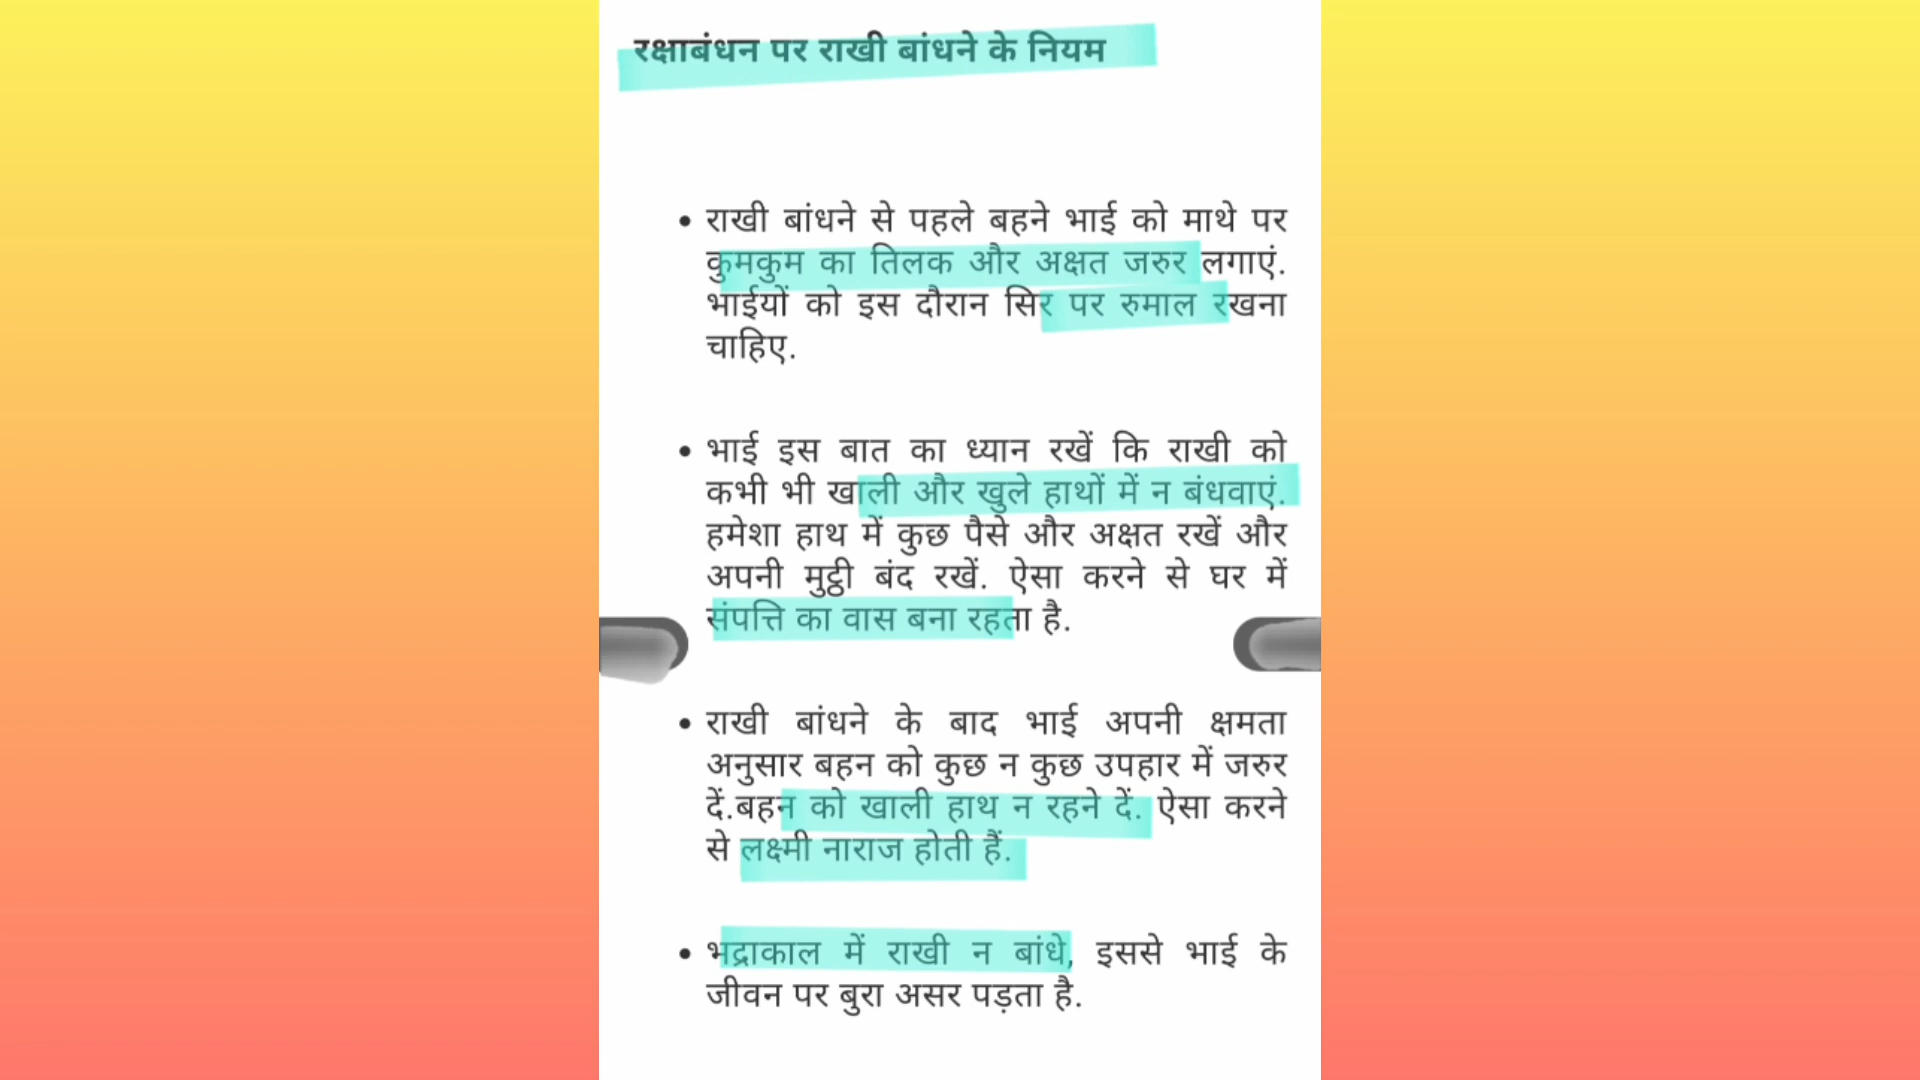 रक्षाबंधन पर राखी बांधने के नियम
• राखी बांधने से पहले बहने भाई को माथे पर
कुमकुम का तिलक और अक्षत जरुर लगाएं.
भाईयों को इस दौरान सिर पर रुमाल रखना
चाहिए.
• भाई इस बात का ध्यान रखें कि राखी को
कभी भी खाली और खुले हाथों में न बंधवाएं.
हमेशा हाथ में कुछ पैसे और अक्षत रखें और
अपनी मुट्ठी बंद रखें. ऐसा करने से घर में
संपत्ति का वास बना रहता है.
• राखी बांधने के बाद भाई अपनी क्षमता
अनुसार बहन को कुछ न कुछ उपहार में जरुर
दें.बहन को खाली हाथ न रहने दें. ऐसा करने
से लक्ष्मी नाराज होती हैं.
• भद्राकाल में राखी न बांधे, इससे भाई के
जीवन पर बुरा असर पड़ता है.